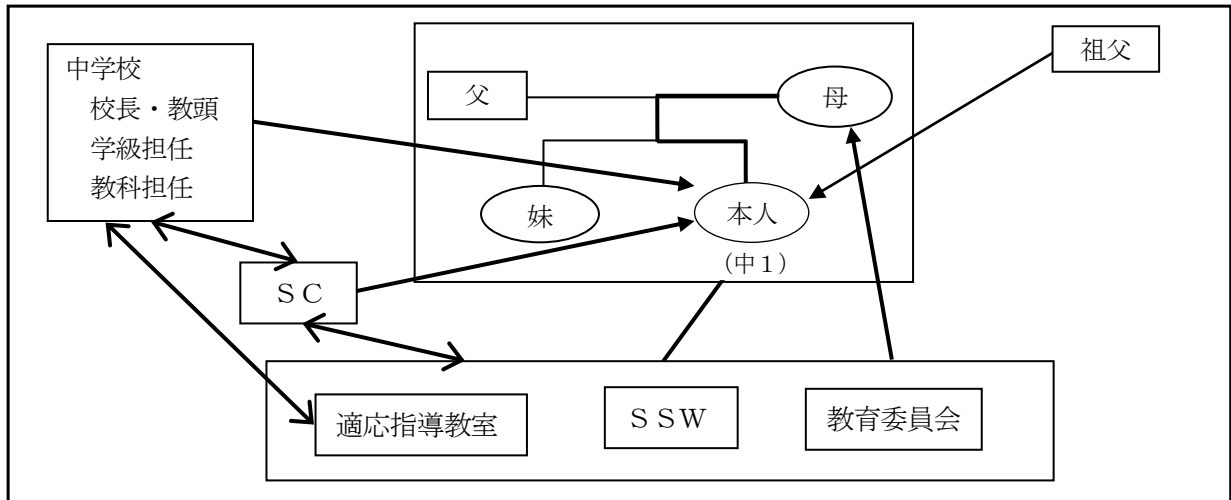 中学校
校長・教頭
学級担任
教科担任
父
母
祖父
妹
本人
(中1)
SC
適応指導教室
SSW
教育委員会